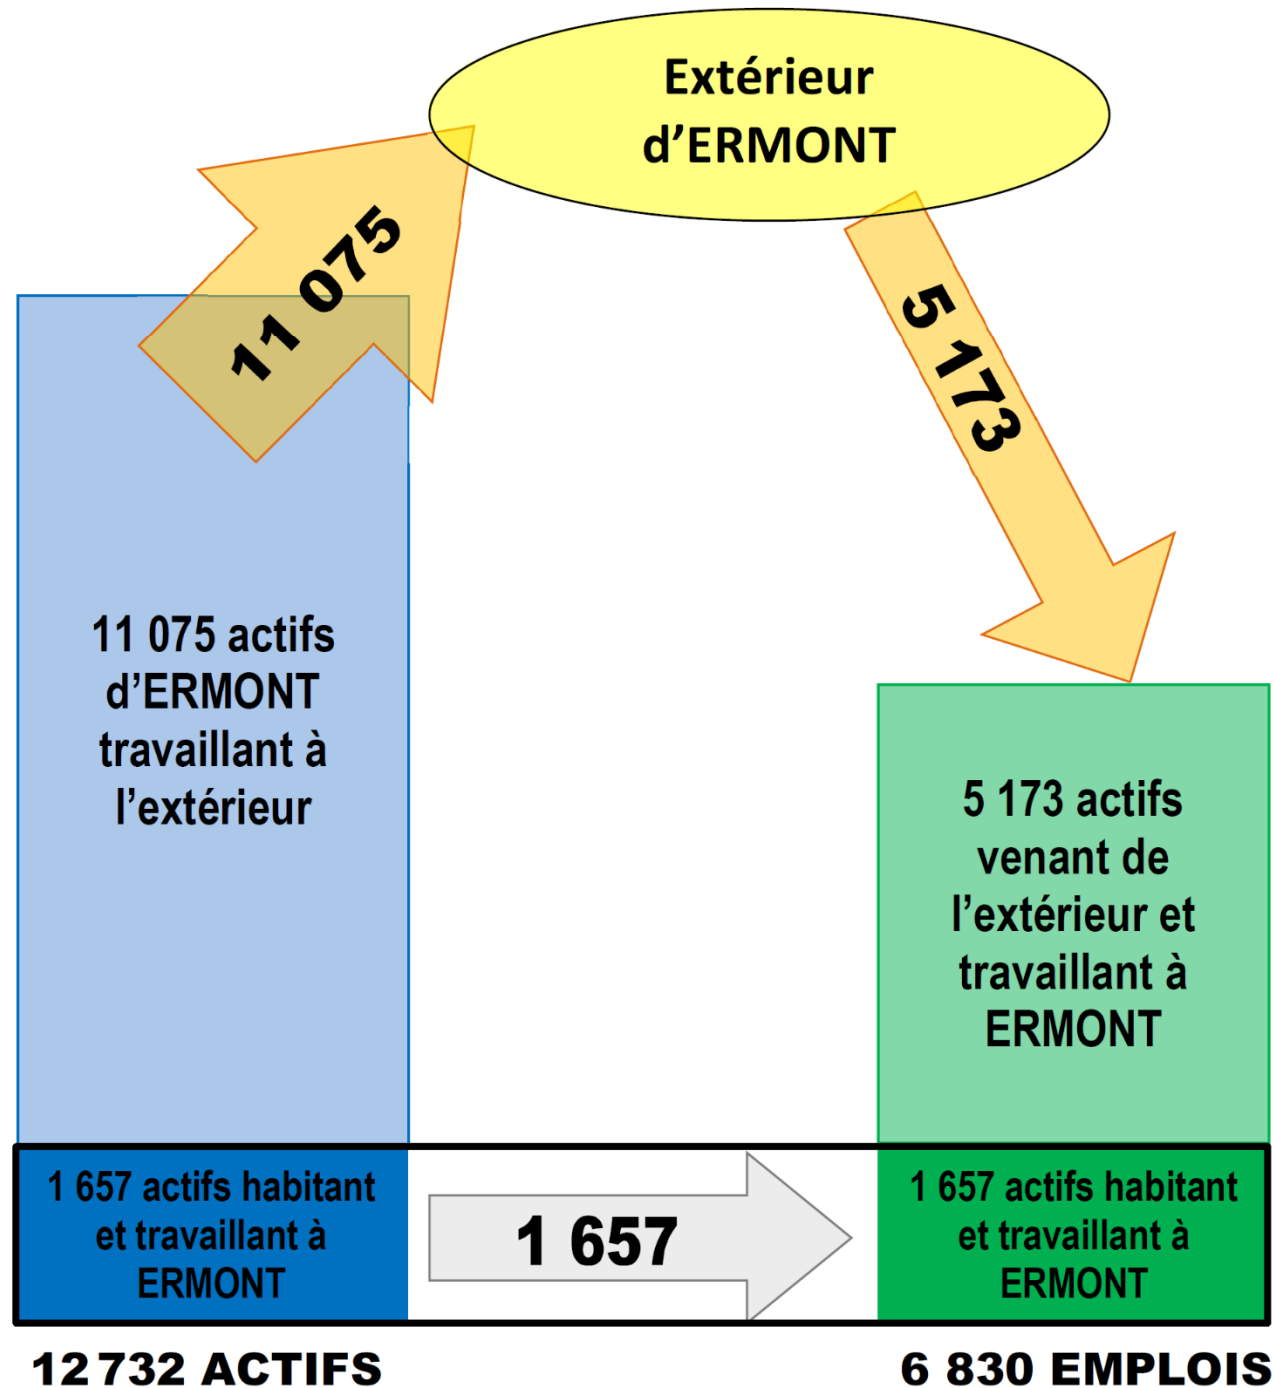 Extérieur
d'ERMONT
11 075
5 173
11 075 actifs
d'ERMONT
travaillant à
l'extérieur
5 173 actifs
venant de
l'extérieur et
travaillant à
ERMONT
1 657 actifs habitant
et travaillant à
ERMONT
1 657
1 657 actifs habitant
et travaillant à
ERMONT
12 732 ACTIFS
6 830 EMPLOIS